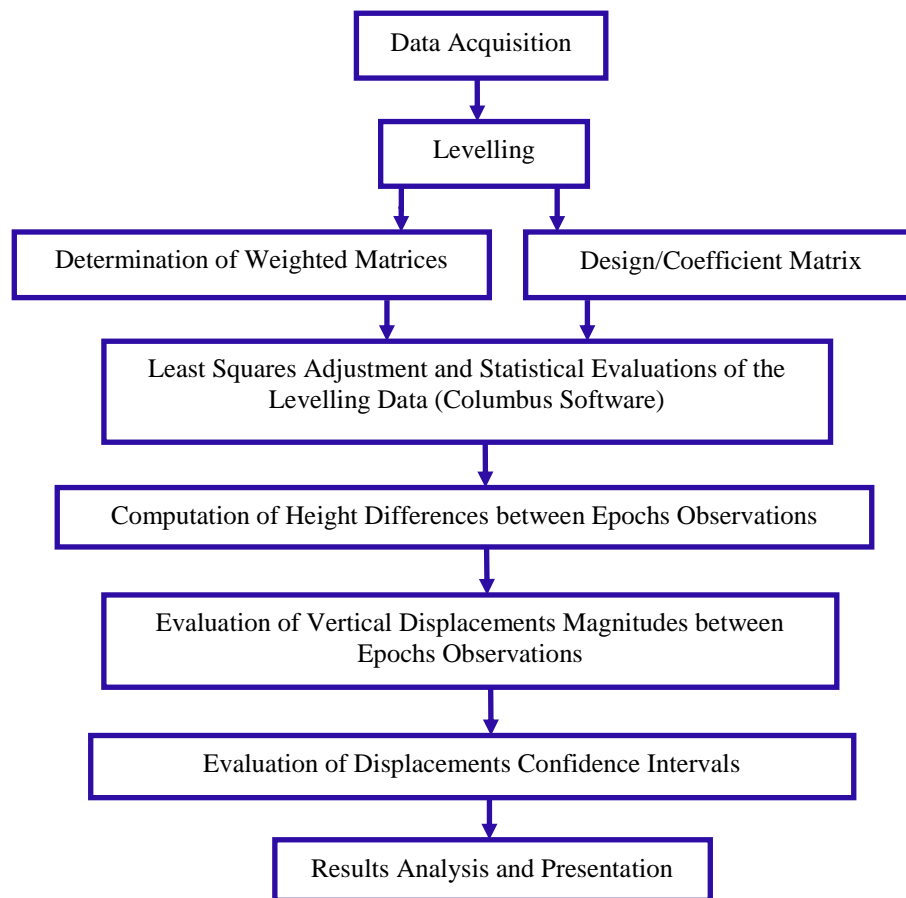 Data Acquisition
Levelling
Determination of Weighted Matrices
Design/Coefficient Matrix
Least Squares Adjustment and Statistical Evaluations of the
Levelling Data (Columbus Software)
Computation of Height Differences between Epochs Observations
Evaluation of Vertical Displacements Magnitudes between
Epochs Observations
Evaluation of Displacements Confidence Intervals
Results Analysis and Presentation